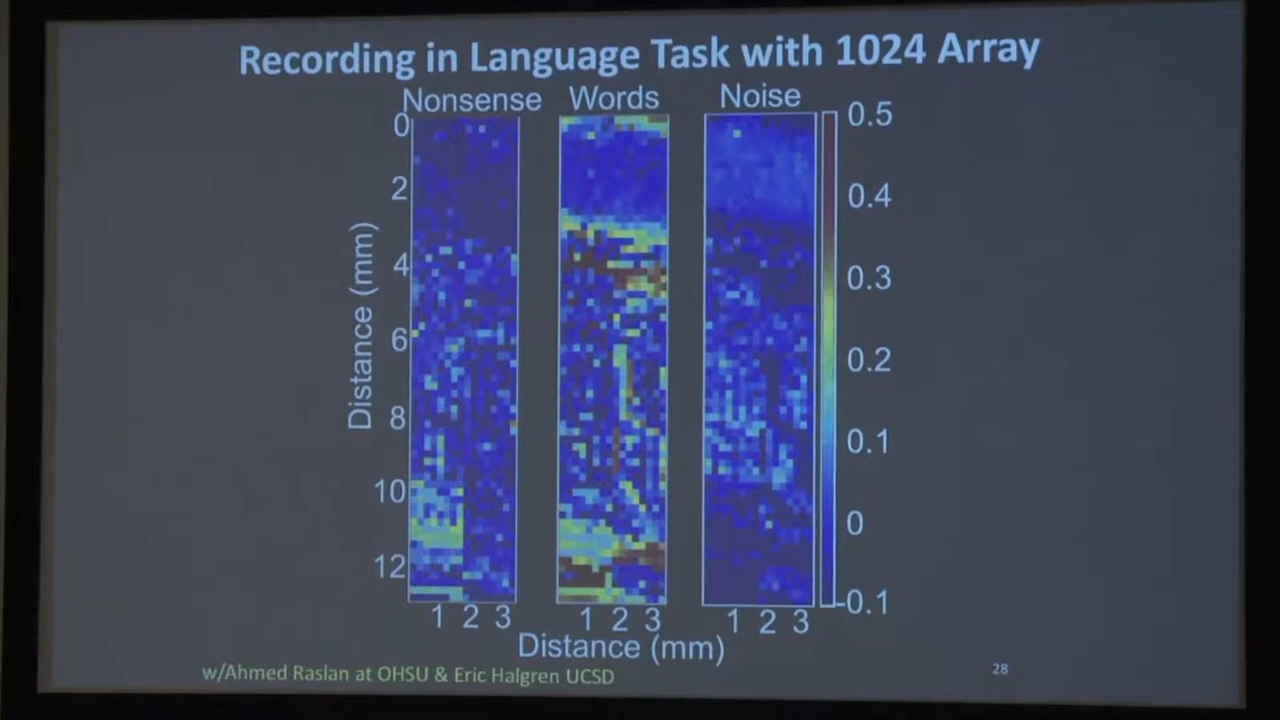 Recording in Language Task with 1024 Array
Nonsense Words Noise
0
2
4
6
8
10
12
Distance (mm)
0.5
0.4
0.3
0.2
0.1
0
-0.1
1 2 3
1 2 3
1 2 3
Distance (mm)
w/Ahmed Raslan at OHSU & Eric Halgren UCSD
28